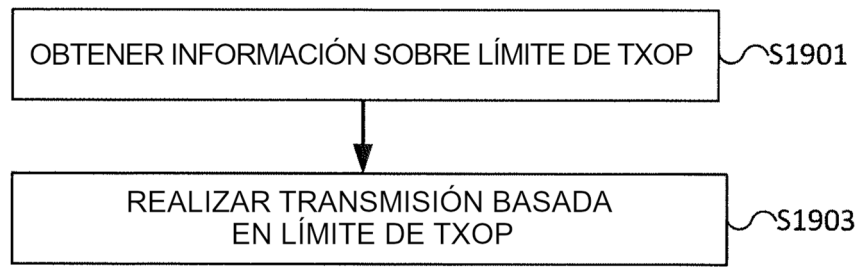 OBTENER INFORMACIÓN SOBRE LÍMITE DE TXOP
S1901
REALIZAR TRANSMISIÓN BASADA
EN LÍMITE DE TXOP
S1903